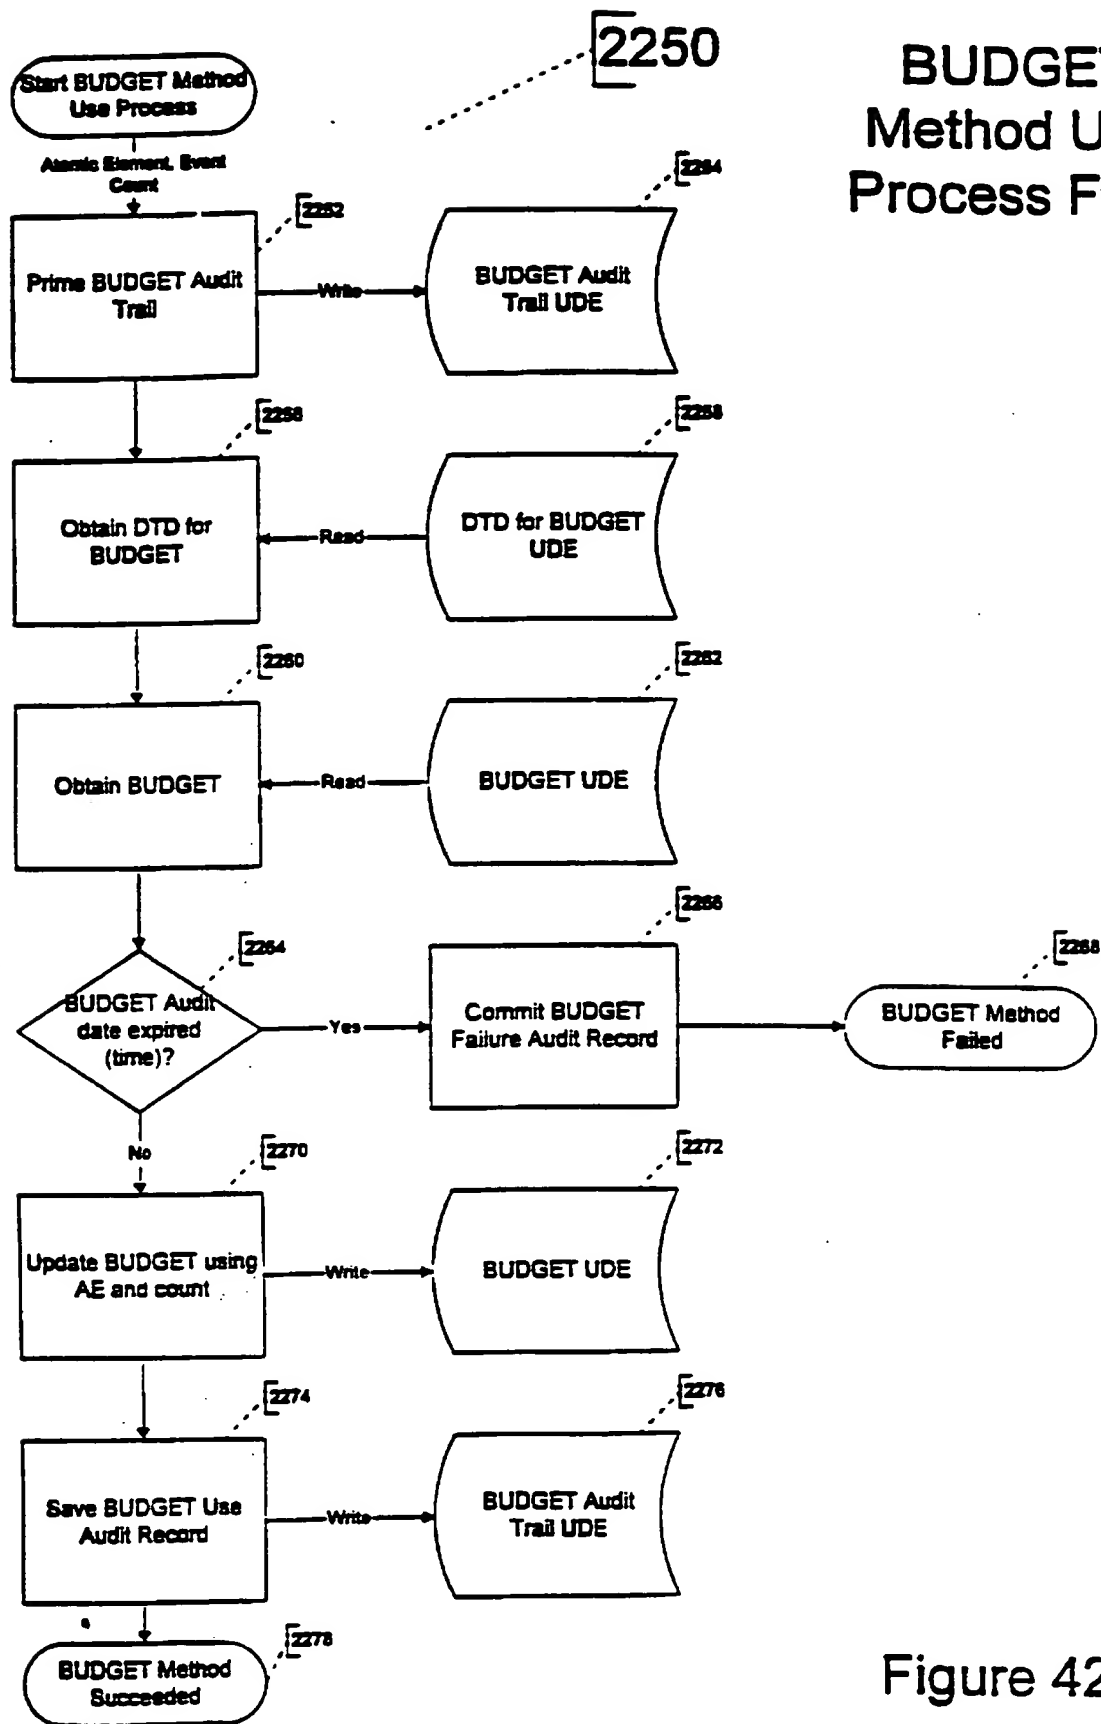 2250
BUDGET
Method U
Process F
Start BUDGET Method
Use Process
Atomic Element, Event
Count
2252
Prime BUDGET Audit
Trail
Write
2254
BUDGET Audit
Trail UDE
2256
Obtain DTD for
BUDGET
Read
2258
DTD for BUDGET
UDE
2260
Obtain BUDGET
Read
2262
BUDGET UDE
2264
BUDGET Audit
date expired
(time)?
Yes
2266
Commit BUDGET
Failure Audit Record
2268
BUDGET Method
Failed
No
2270
Update BUDGET using
AE and count
Write
2272
BUDGET UDE
2274
Save BUDGET Use
Audit Record
Write
2276
BUDGET Audit
Trail UDE
2278
BUDGET Method
Succeeded
Figure 42